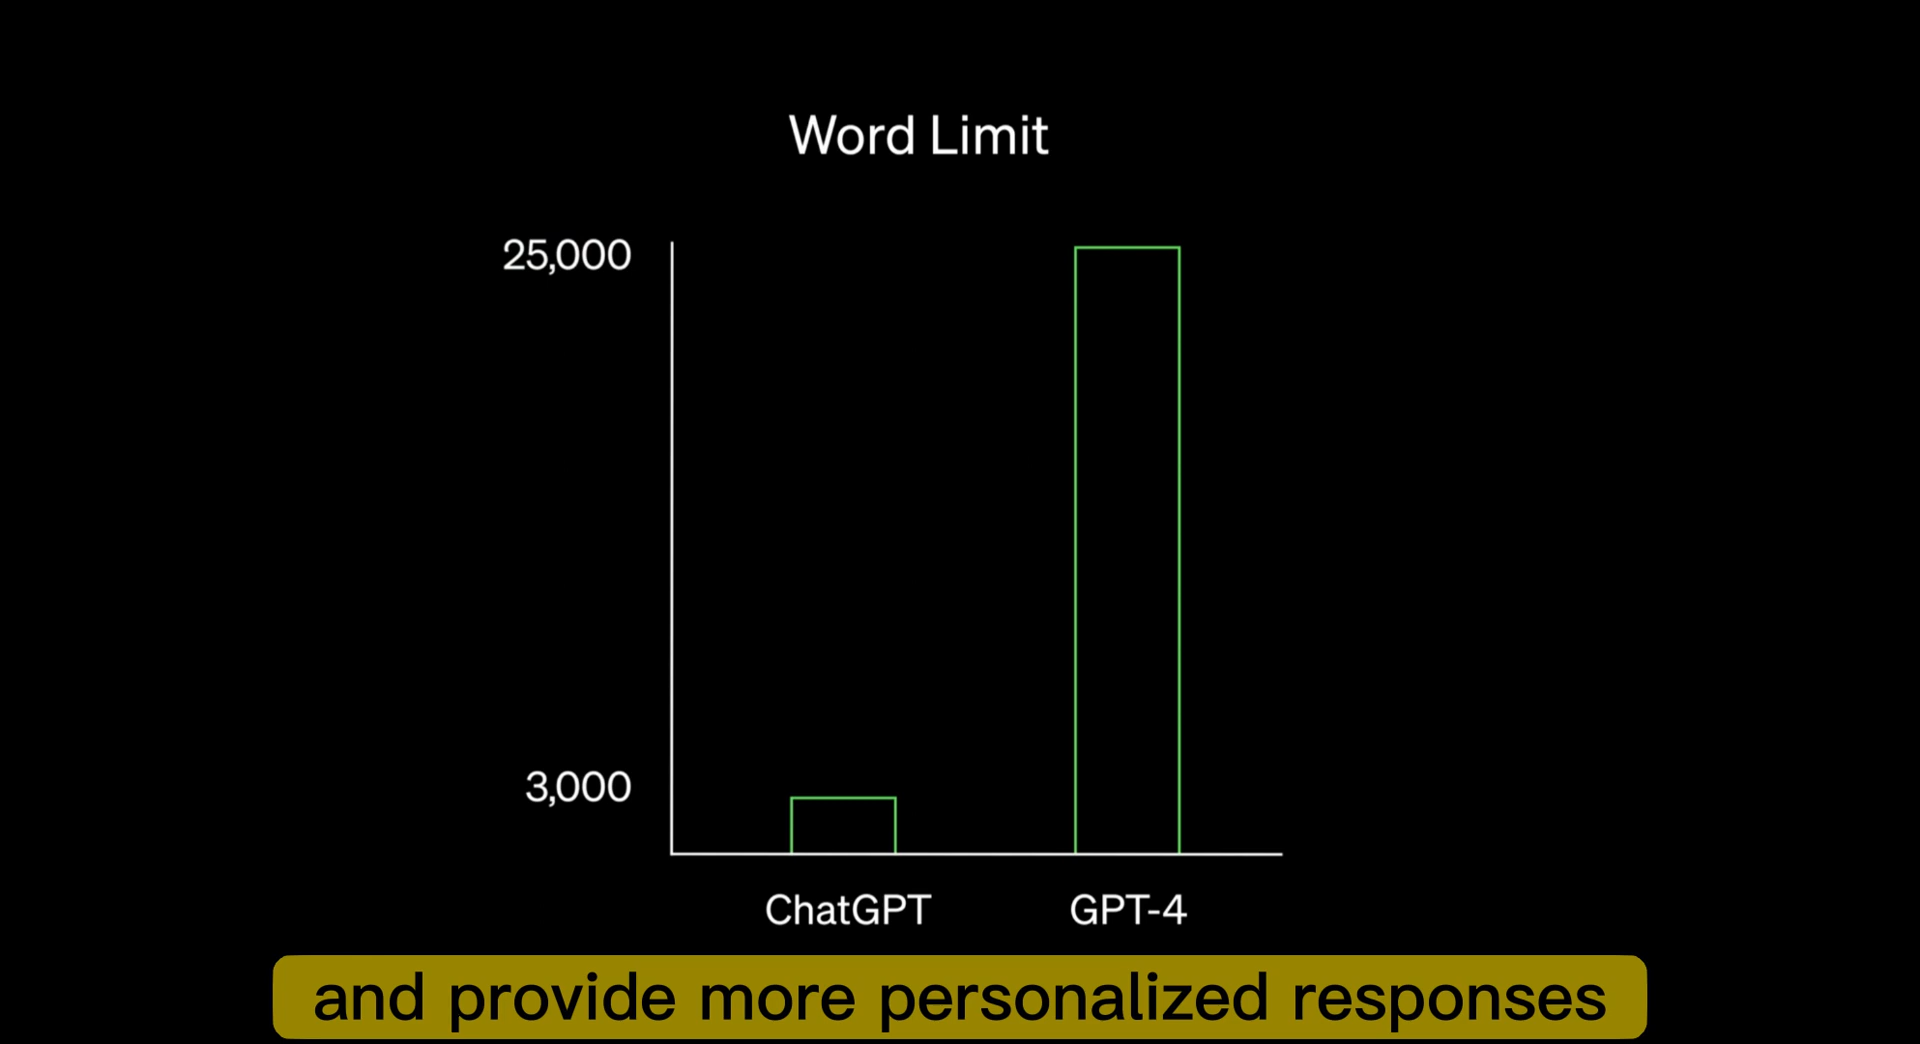 Word Limit
25,000
3,000
ChatGPT GPT-4
and provide more personalized responses